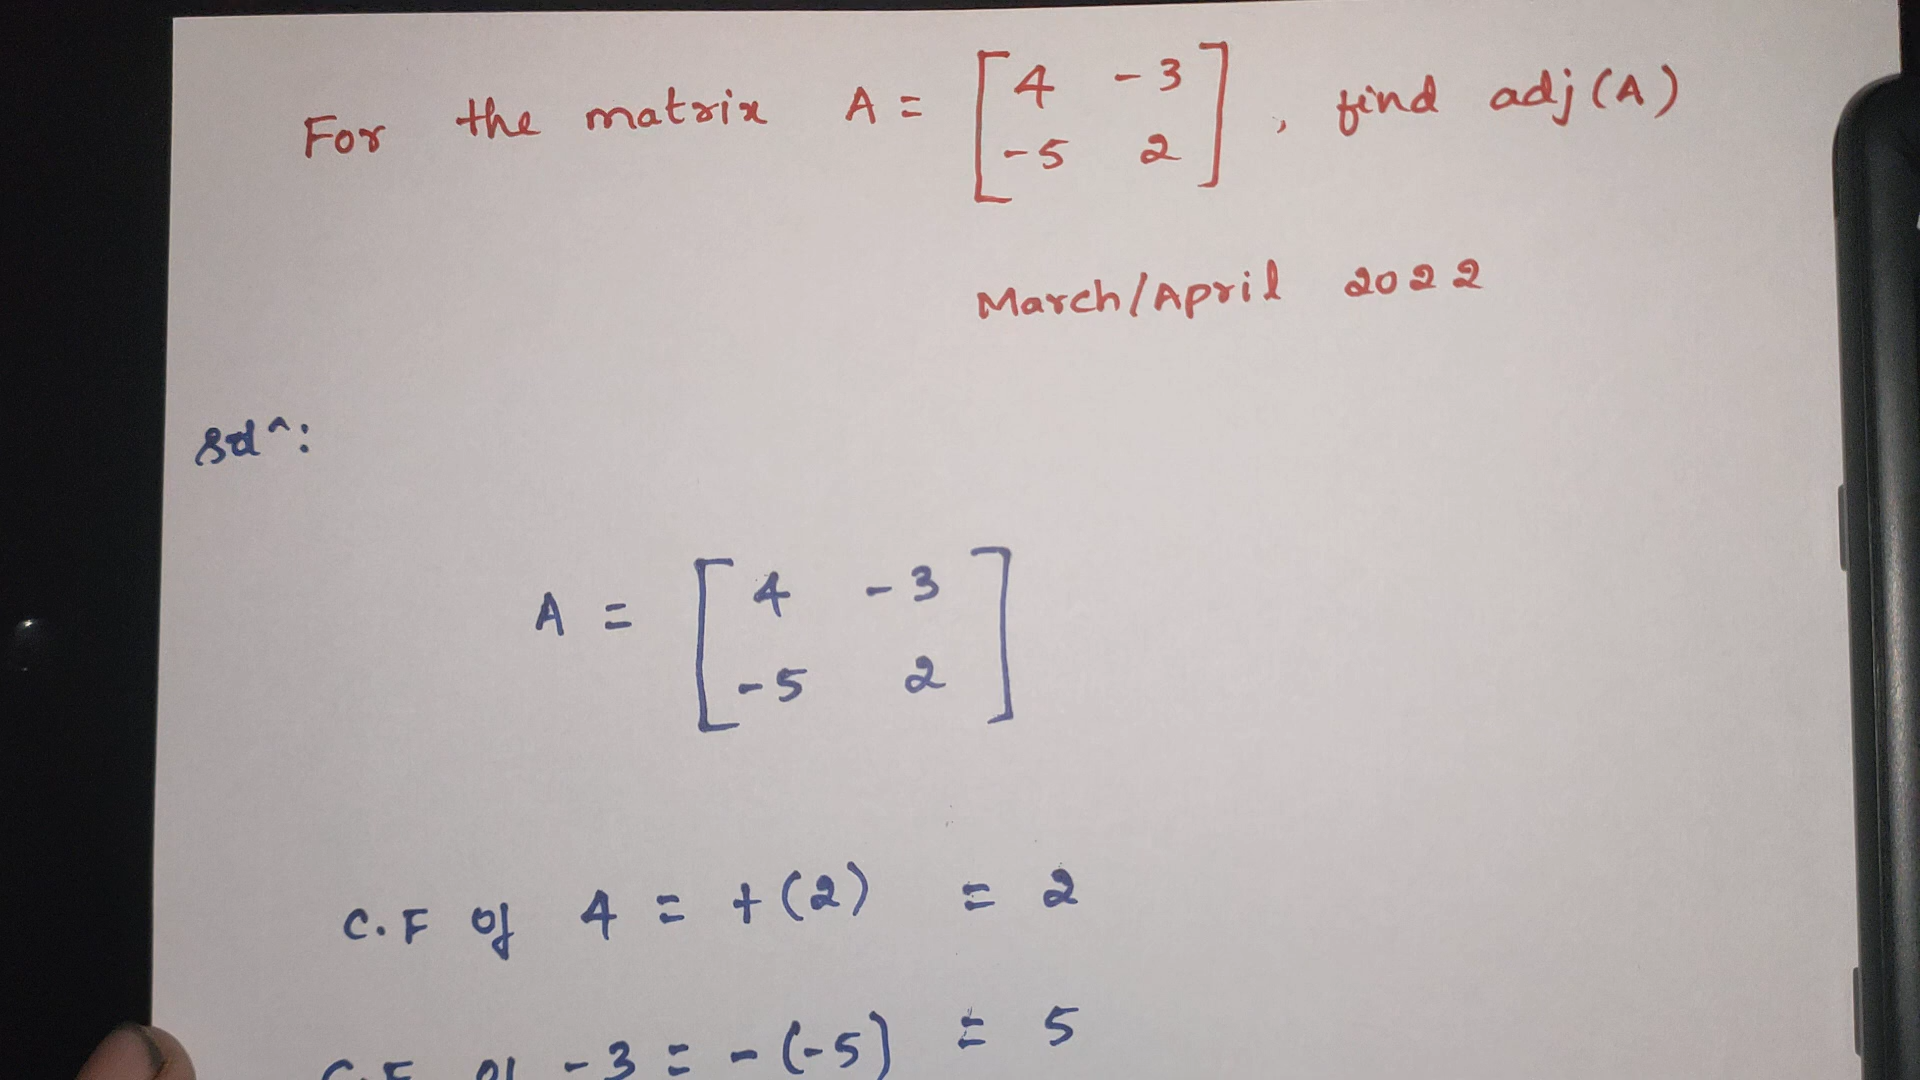 For the matrix A = [ 4 -3 ] , find adj(A)
[ -5 2 ]
March/April 2022
Sol^:
A = [ 4 -3 ]
[ -5 2 ]
C.F of 4 = +(2) = 2
C.F of -3 = -(-5) = 5